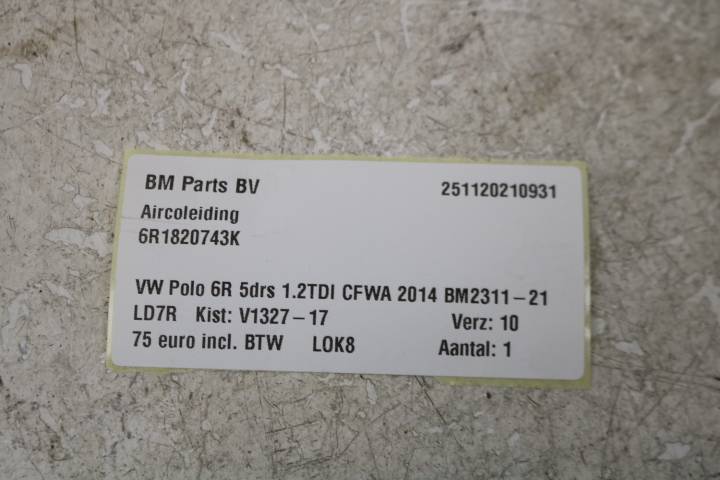 BM Parts BV 251120210931
Aircoleiding
6R1820743K
VW Polo 6R 5drs 1.2TDI CFWA 2014 BM2311-21
LD7R Kist: V1327-17 Verz: 10
75 euro incl. BTW LOK8 Aantal: 1